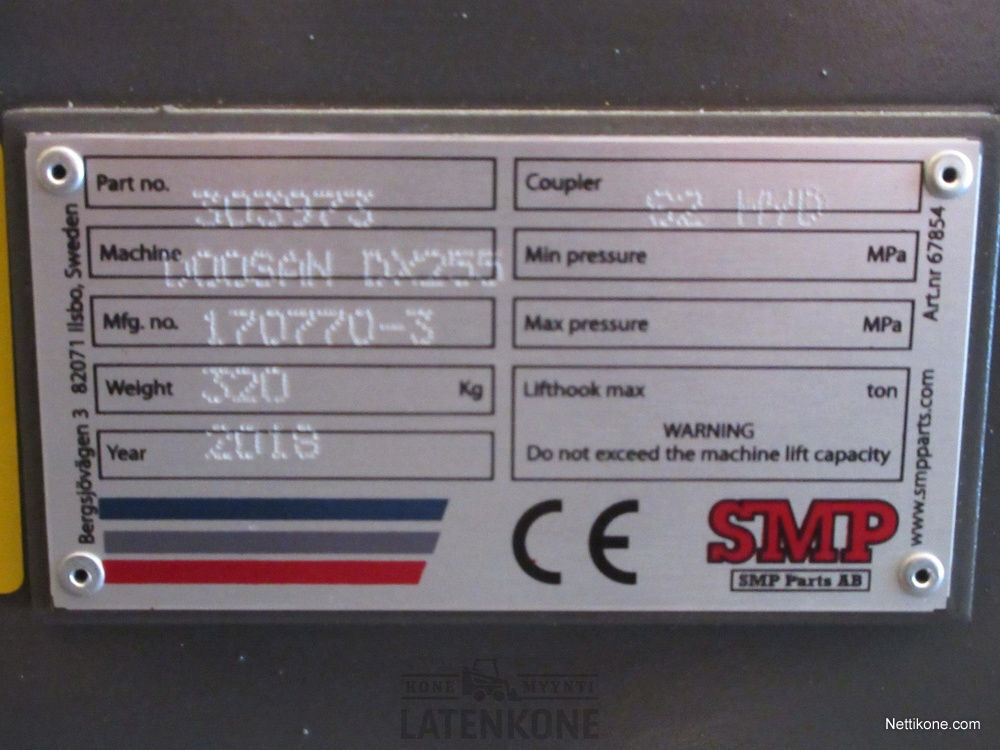 Part no. 303973
Machine DOOSAN DX255
Mfg. no. 170770-3
Weight 320 Kg
Year 2018
Coupler S2 HYD
Min pressure MPa
Max pressure MPa
Lifthook max ton
WARNING
Do not exceed the machine lift capacity
Bergsjövägen 3 82071 Ilsbo, Sweden
Art.nr 67854
www.smpparts.com
CE
SMP
SMP Parts AB
KONE MYYNTI
LATENKONE
Nettikone.com